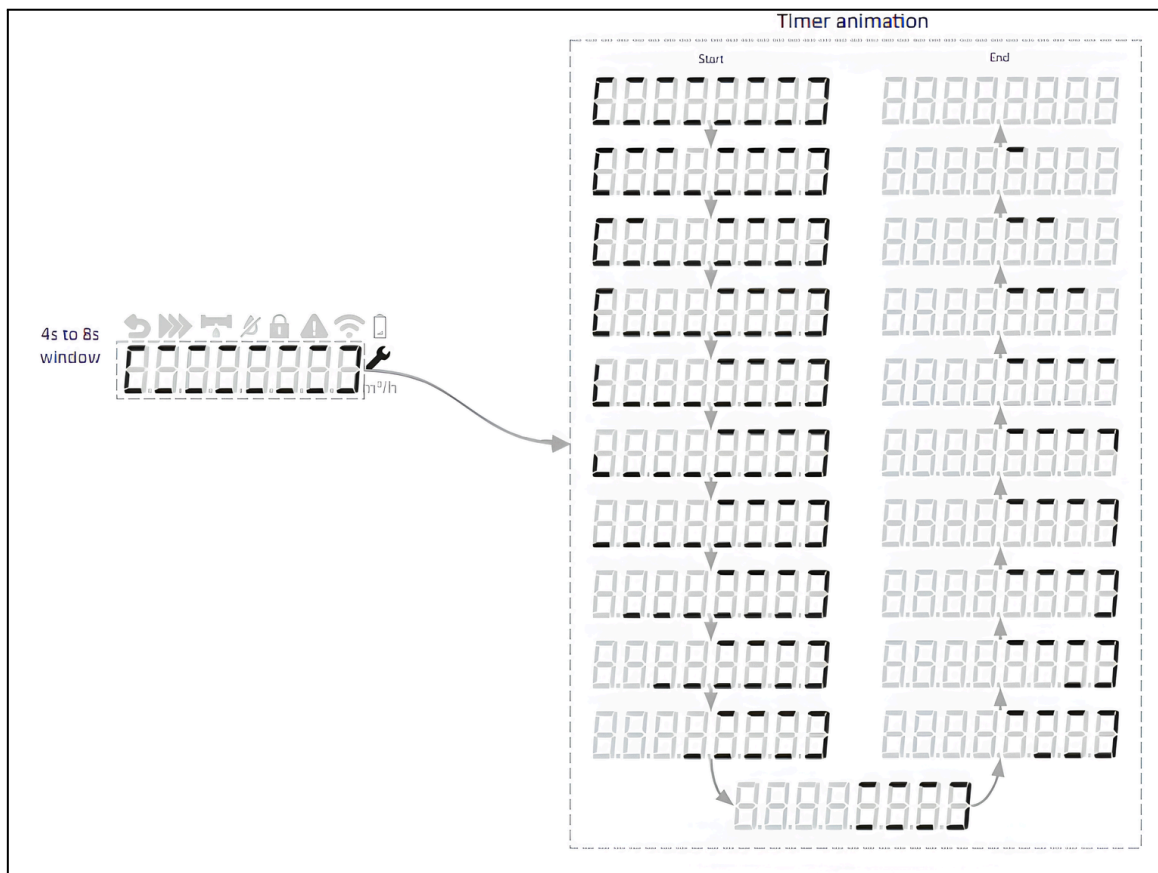 Timer animation
Start
End
4s to 8s
window
m³/h